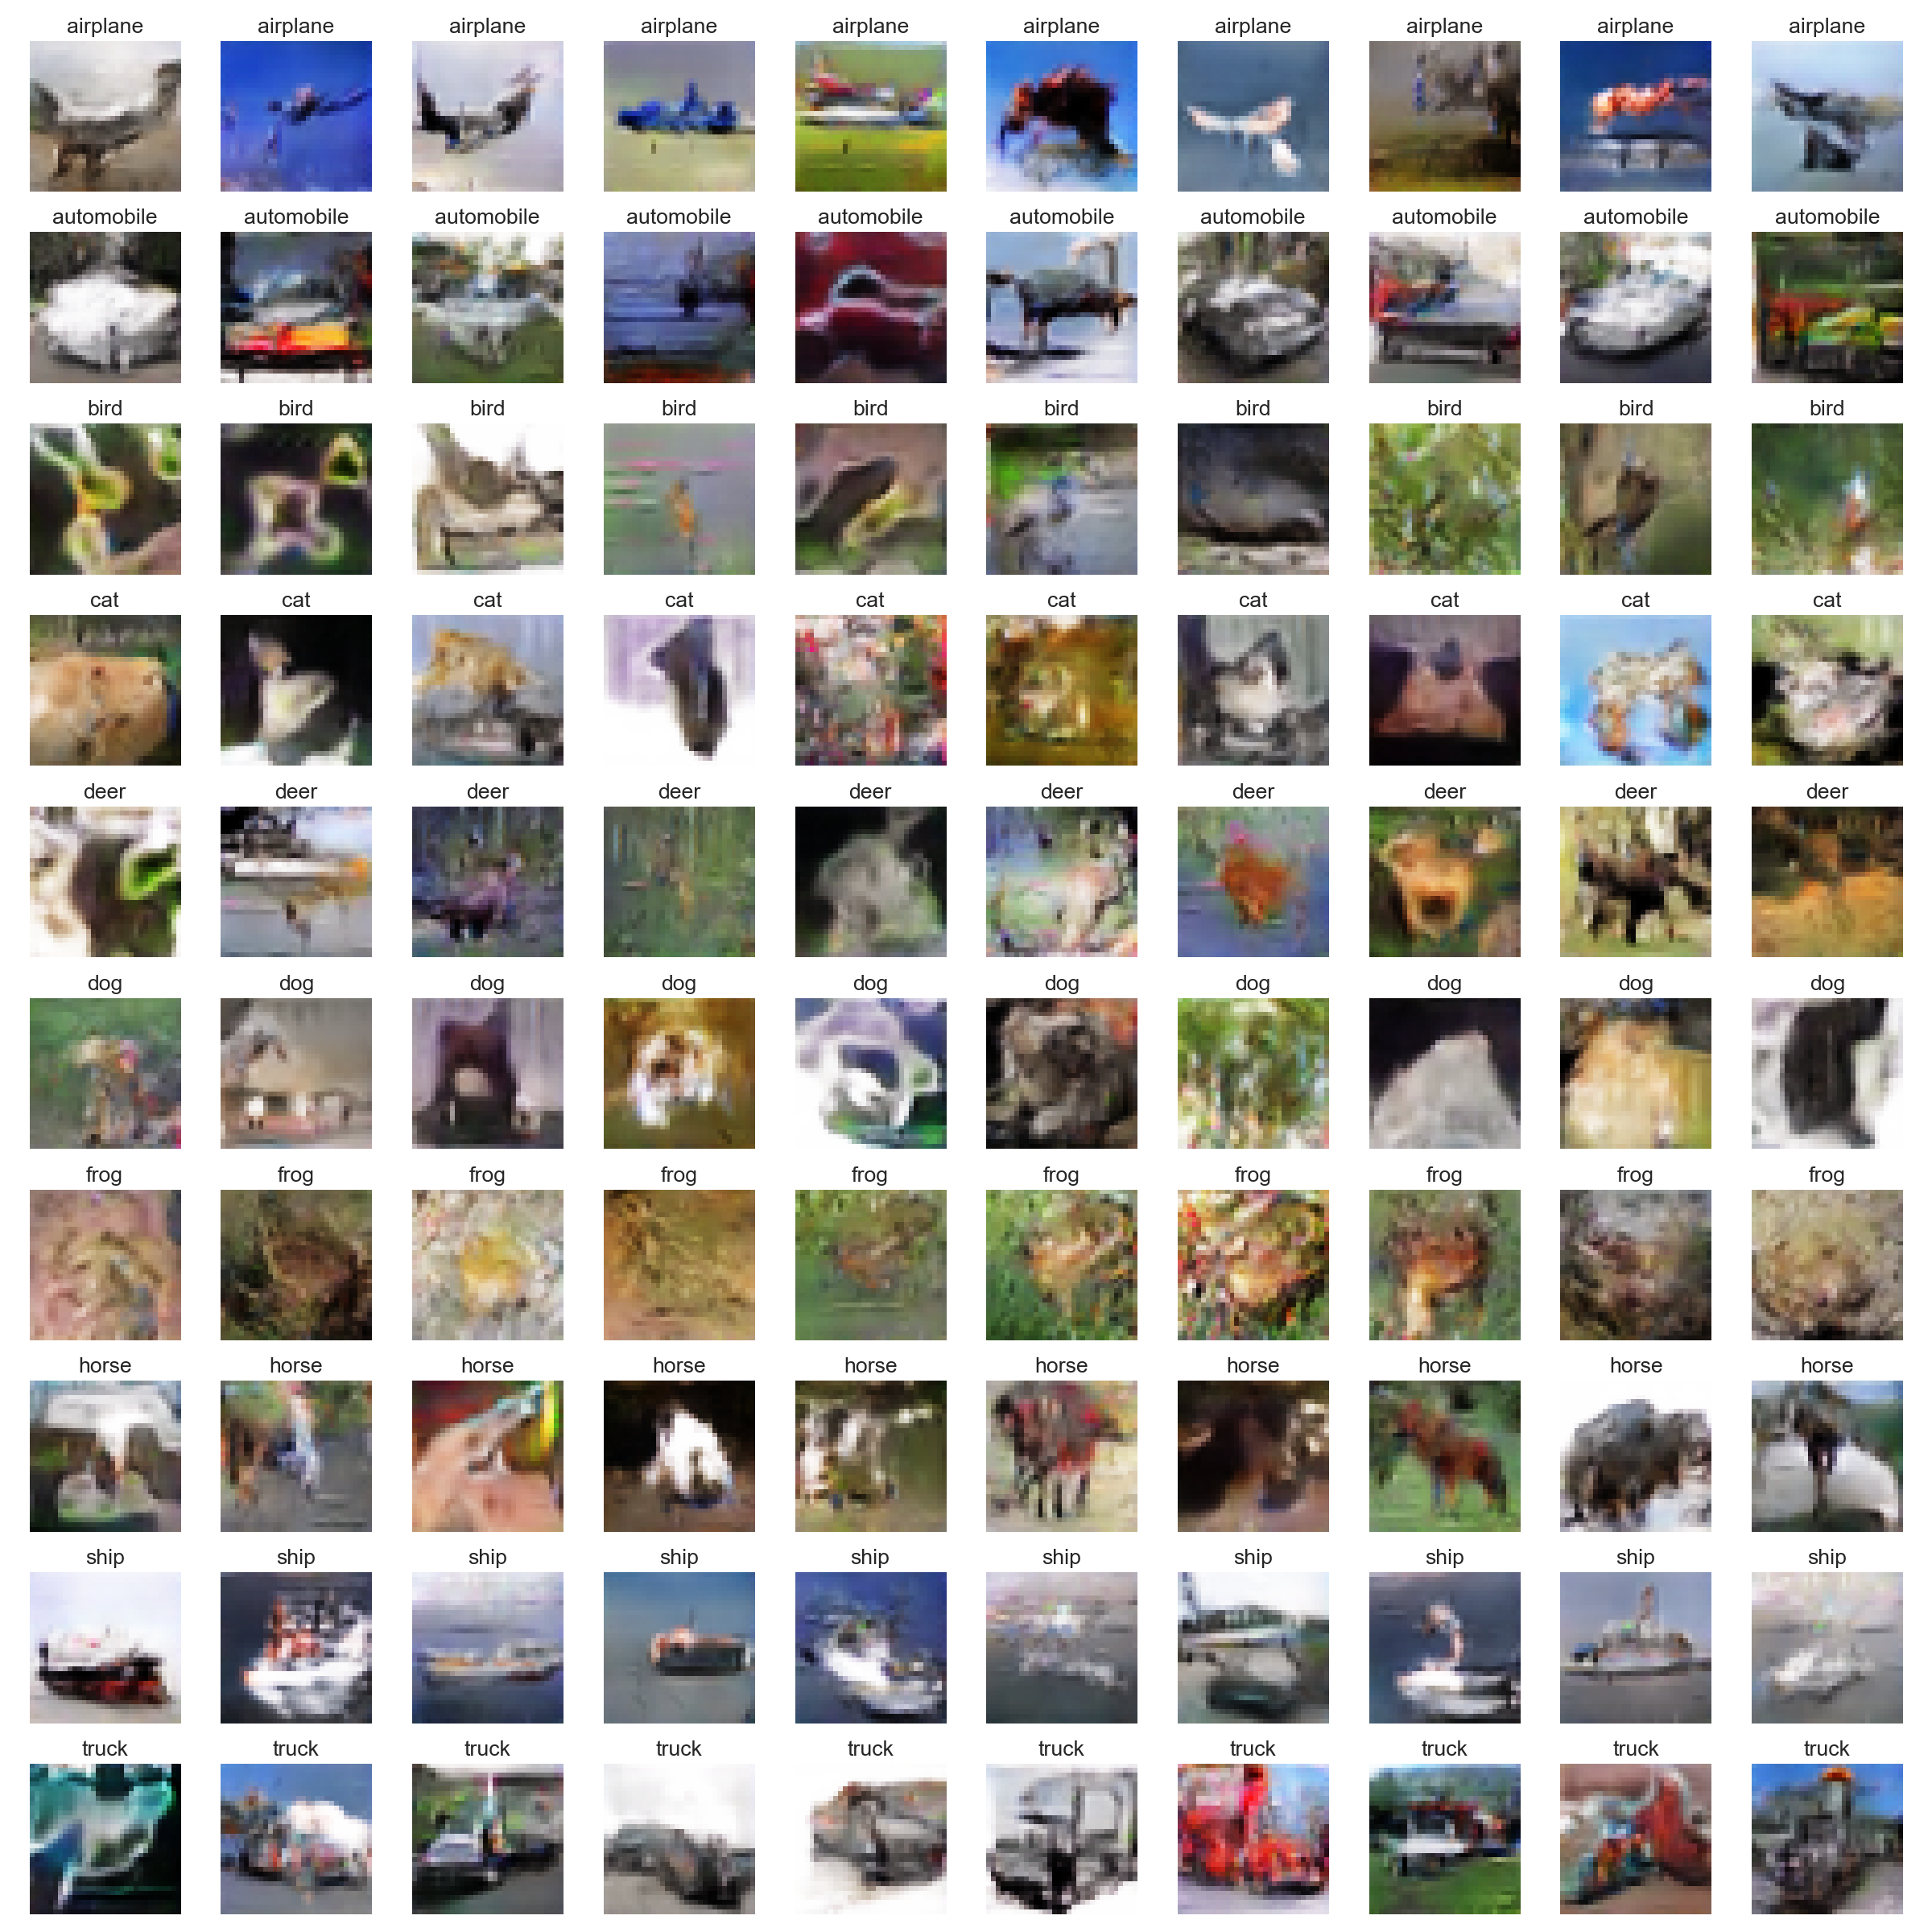 airplane airplane airplane airplane airplane airplane airplane airplane airplane airplane
automobile automobile automobile automobile automobile automobile automobile automobile automobile automobile
bird bird bird bird bird bird bird bird bird bird
cat cat cat cat cat cat cat cat cat cat
deer deer deer deer deer deer deer deer deer deer
dog dog dog dog dog dog dog dog dog dog
frog frog frog frog frog frog frog frog frog frog
horse horse horse horse horse horse horse horse horse horse
ship ship ship ship ship ship ship ship ship ship
truck truck truck truck truck truck truck truck truck truck